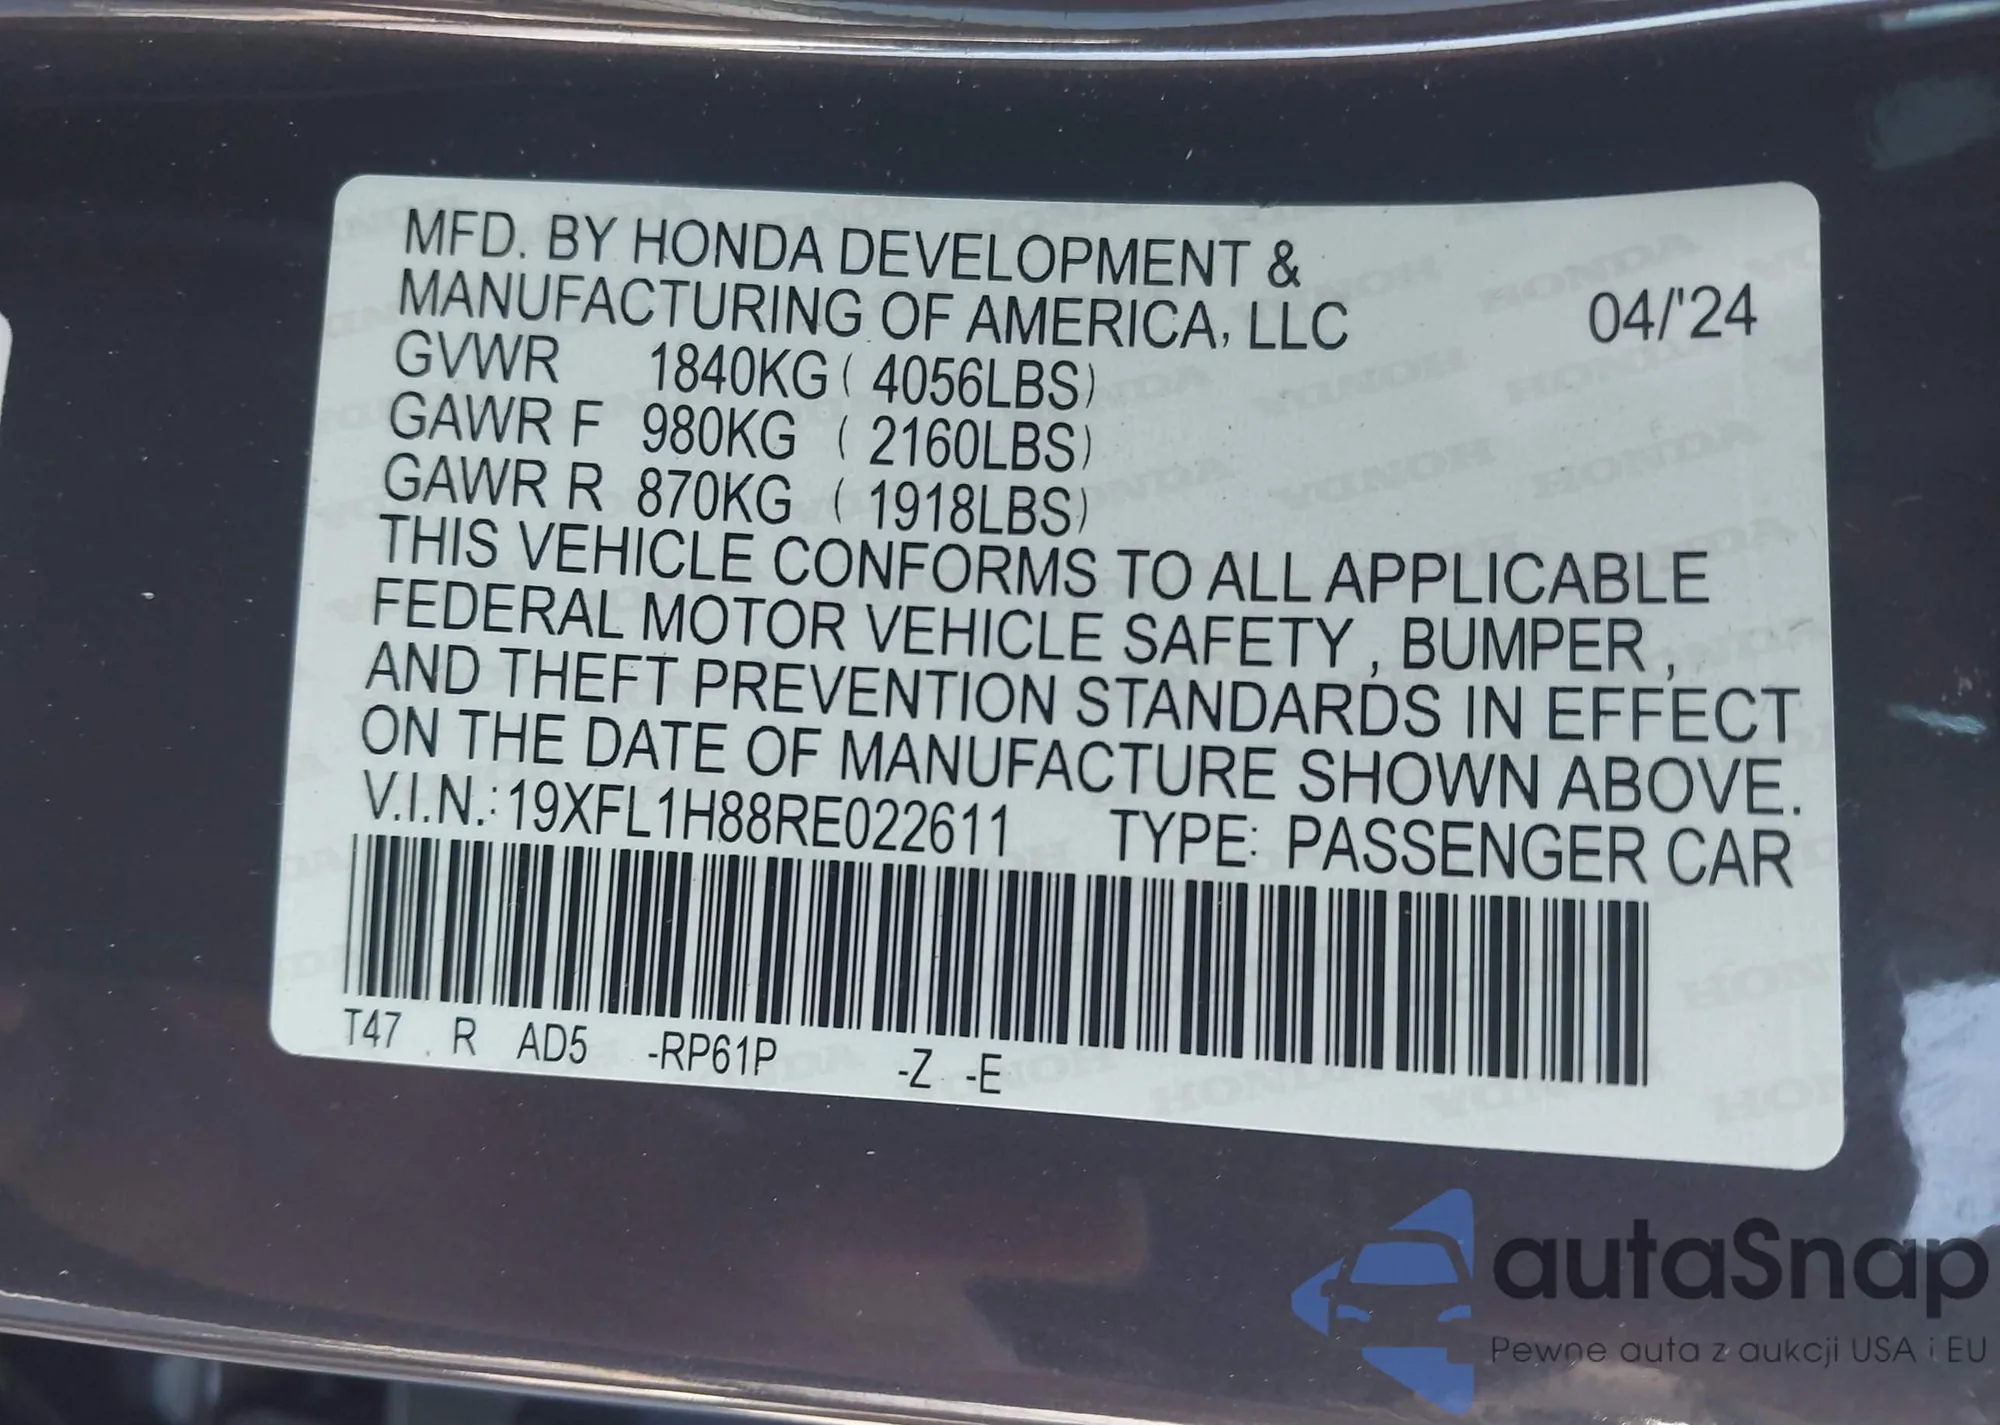 MFD. BY HONDA DEVELOPMENT &
MANUFACTURING OF AMERICA, LLC 04/'24
GVWR 1840KG ( 4056LBS)
GAWR F 980KG ( 2160LBS)
GAWR R 870KG ( 1918LBS)
THIS VEHICLE CONFORMS TO ALL APPLICABLE
FEDERAL MOTOR VEHICLE SAFETY , BUMPER ,
AND THEFT PREVENTION STANDARDS IN EFFECT
ON THE DATE OF MANUFACTURE SHOWN ABOVE.
V.I.N.: 19XFL1H88RE022611 TYPE: PASSENGER CAR
T47 R AD5 -RP61P -Z -E
autaSnap
Pewne auta z aukcji USA i EU